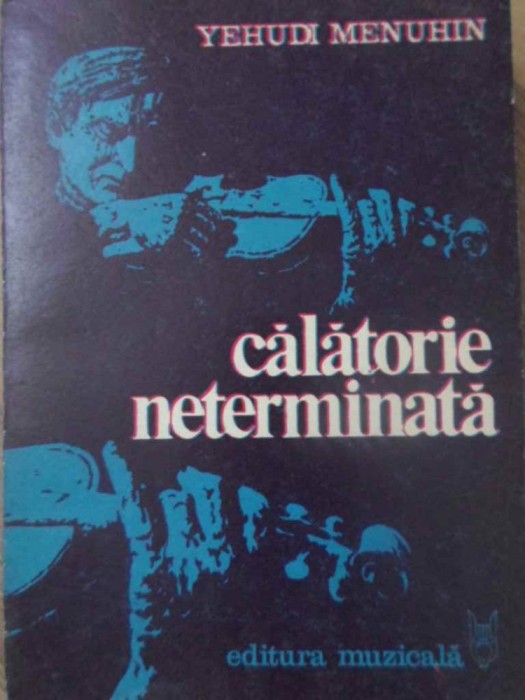 YEHUDI MENUHIN
călătorie
neterminată
editura muzicală